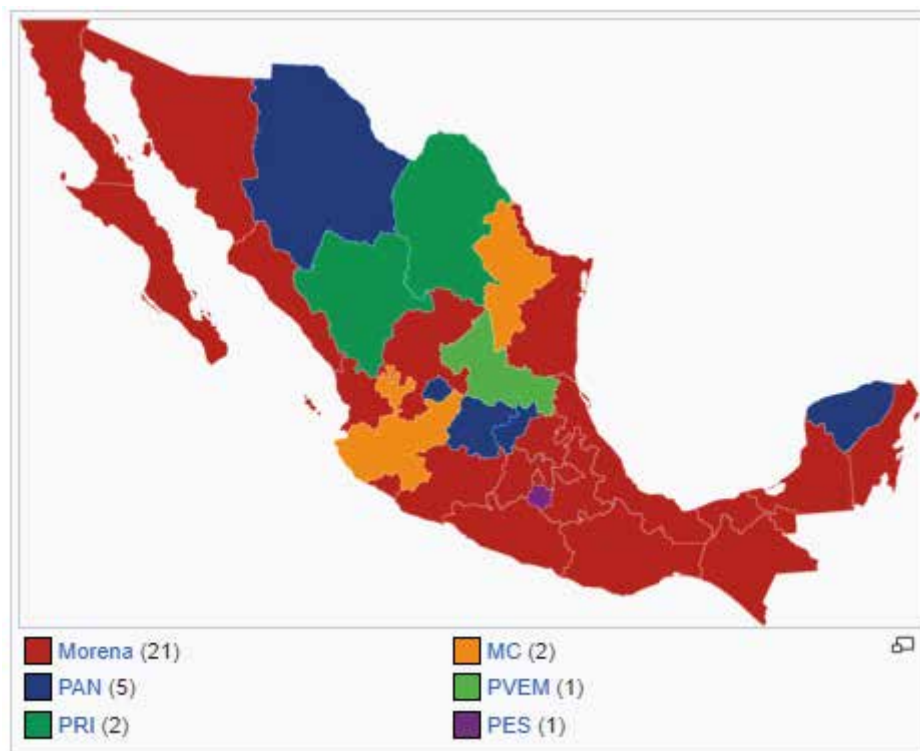 Morena (21)
PAN (5)
PRI (2)
MC (2)
PVEM (1)
PES (1)